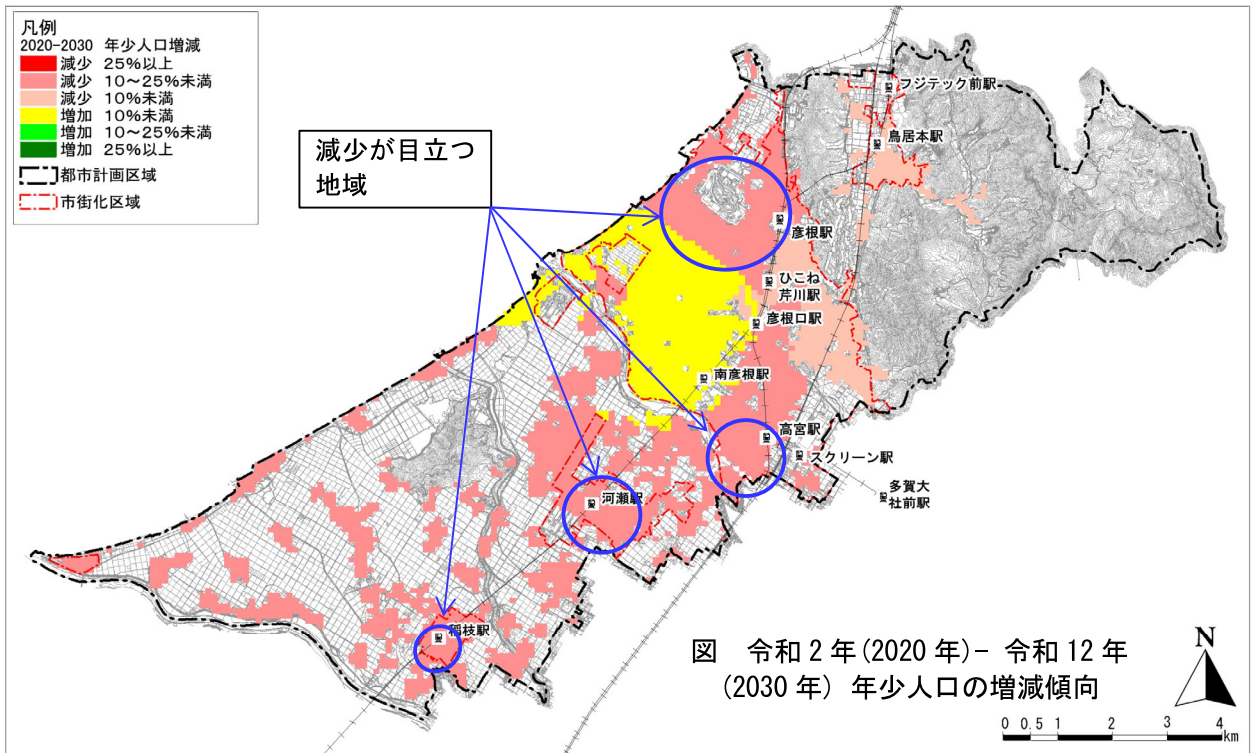 凡例
2020-2030 年少人口増減
減少 25%以上
減少 10～25%未満
減少 10%未満
増加 10%未満
増加 10～25%未満
増加 25%以上
都市計画区域
市街化区域
減少が目立つ
地域
フジテック前駅
鳥居本駅
彦根駅
ひこね
芹川駅
彦根口駅
南彦根駅
高宮駅
スクリーン駅
多賀大
社前駅
河瀬駅
稲枝駅
図 令和2年(2020年)- 令和12年
(2030年) 年少人口の増減傾向
N
0 0.5 1 2 3 4
km